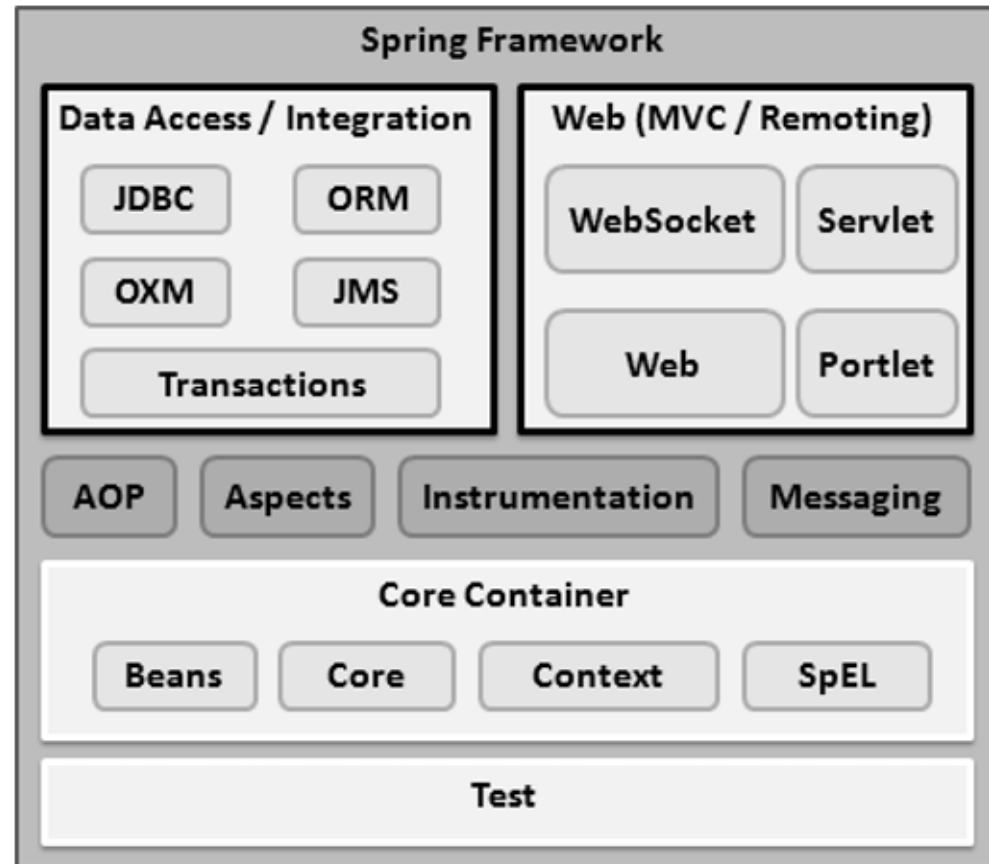 Spring Framework
Data Access / Integration
JDBC
ORM
OXM
JMS
Transactions
Web (MVC / Remoting)
WebSocket
Servlet
Web
Portlet
AOP
Aspects
Instrumentation
Messaging
Core Container
Beans
Core
Context
SpEL
Test